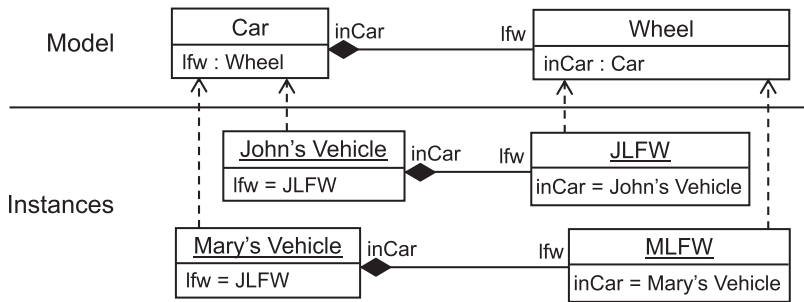 Model
Car
lfw : Wheel
inCar
lfw
Wheel
inCar : Car
Instances
John's Vehicle
lfw = JLFW
inCar
lfw
JLFW
inCar = John's Vehicle
Mary's Vehicle
lfw = JLFW
inCar
lfw
MLFW
inCar = Mary's Vehicle